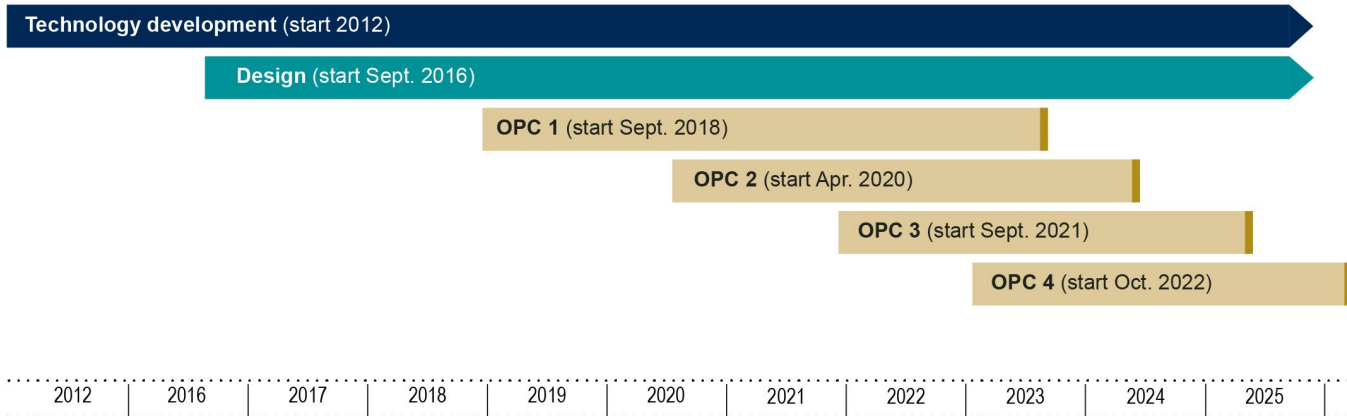 Technology development (start 2012)
Design (start Sept. 2016)
OPC 1 (start Sept. 2018)
OPC 2 (start Apr. 2020)
OPC 3 (start Sept. 2021)
OPC 4 (start Oct. 2022)
2012 2016 2017 2018 2019 2020 2021 2022 2023 2024 2025